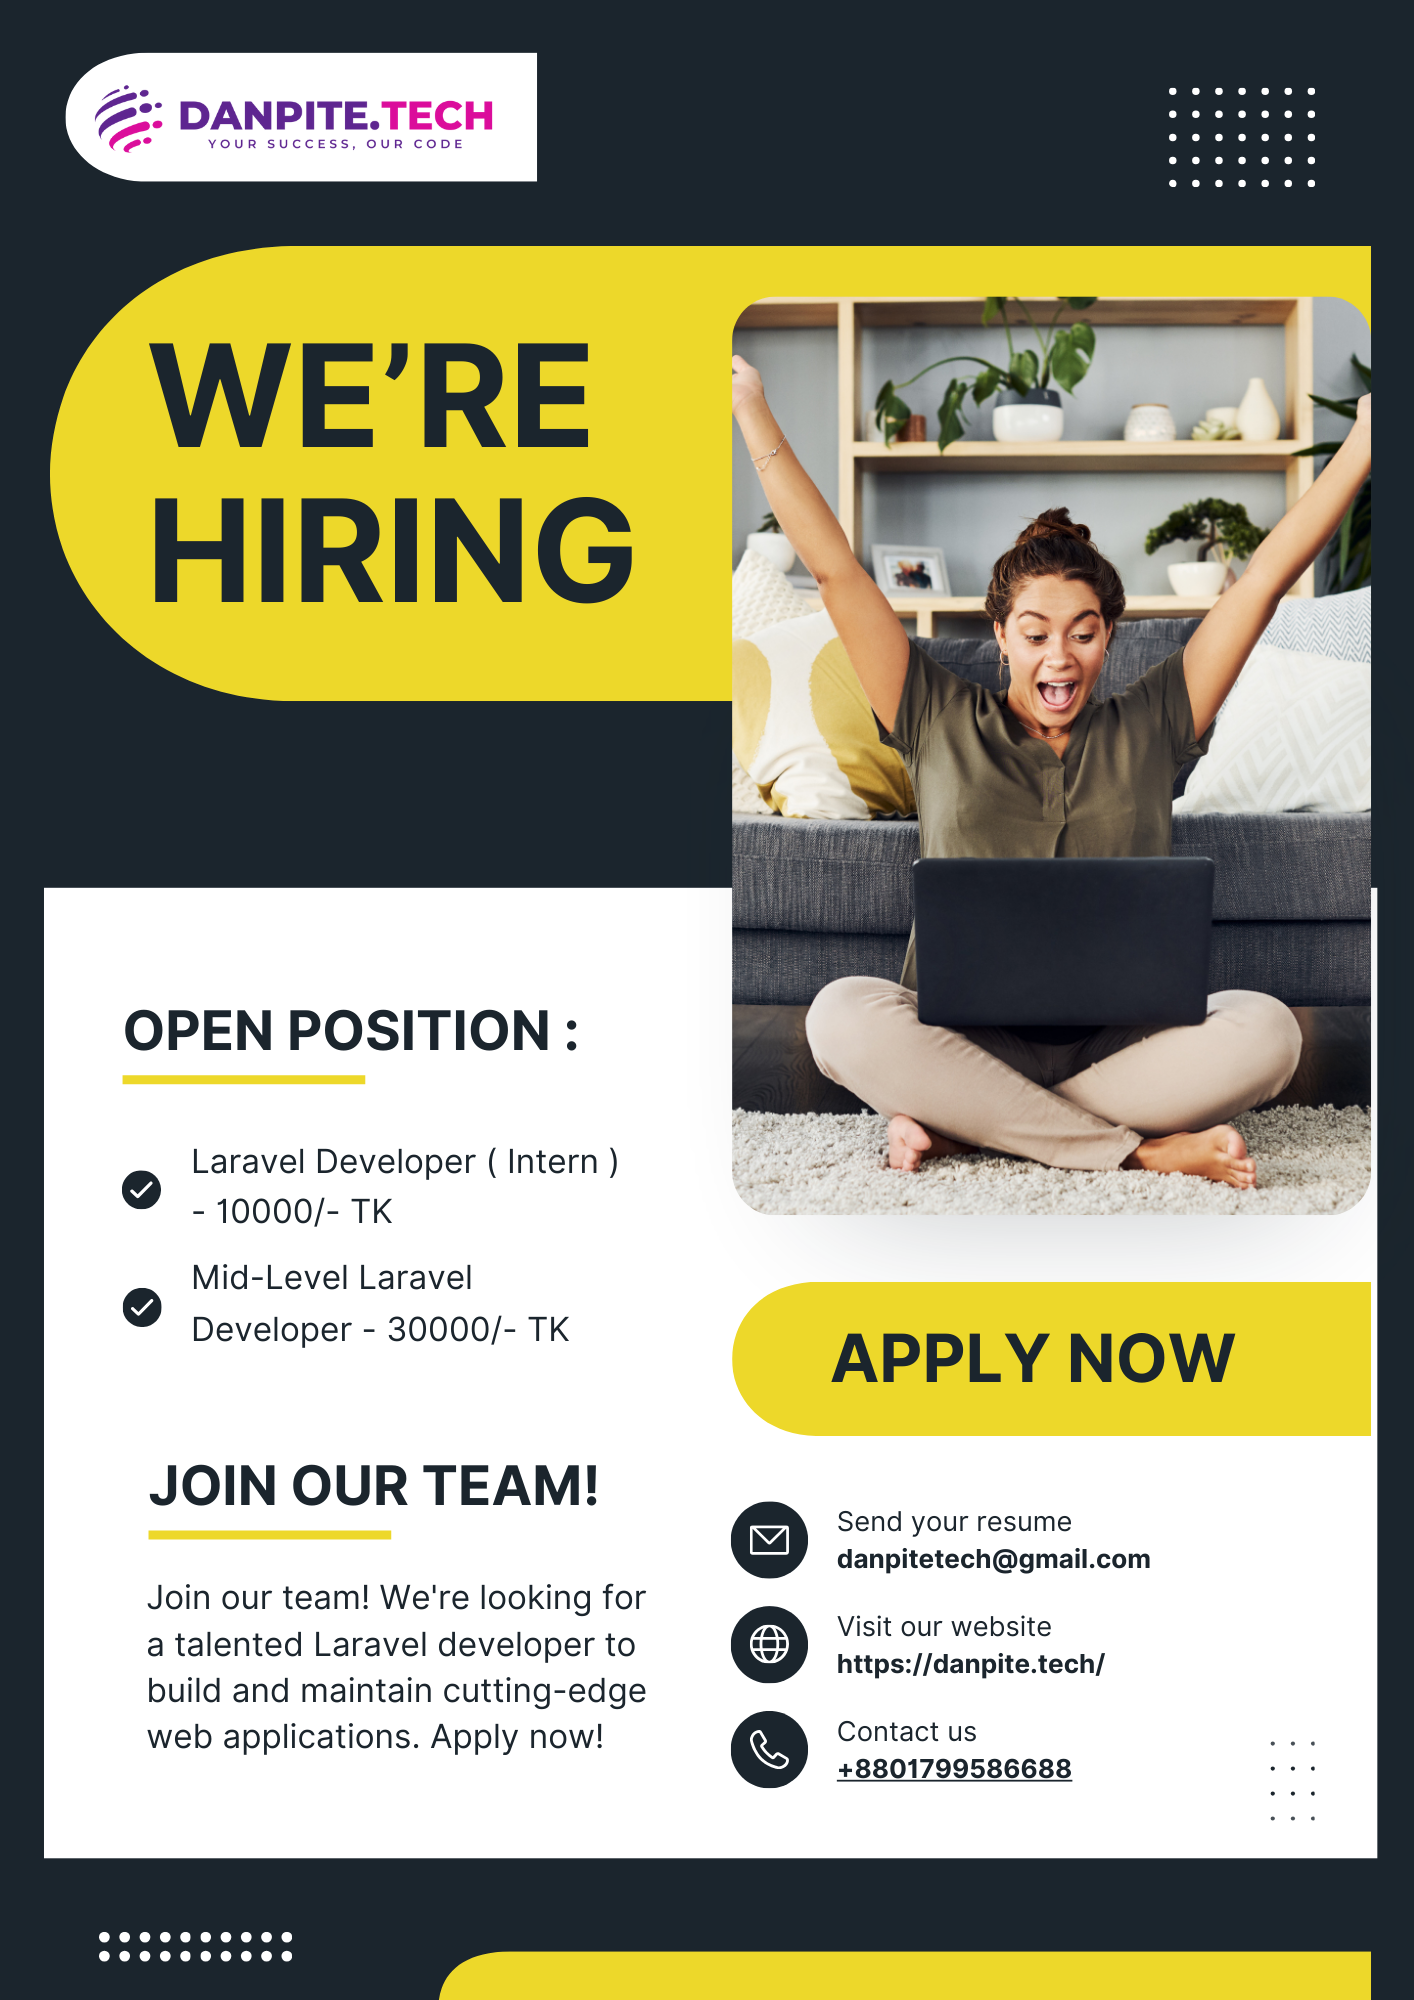 DANPITE.TECH
YOUR SUCCESS, OUR CODE
WE’RE
HIRING
OPEN POSITION :
Laravel Developer ( Intern )
- 10000/- TK
Mid-Level Laravel
Developer - 30000/- TK
JOIN OUR TEAM!
Join our team! We're looking for
a talented Laravel developer to
build and maintain cutting-edge
web applications. Apply now!
APPLY NOW
Send your resume
danpitetech@gmail.com
Visit our website
https://danpite.tech/
Contact us
+8801799586688